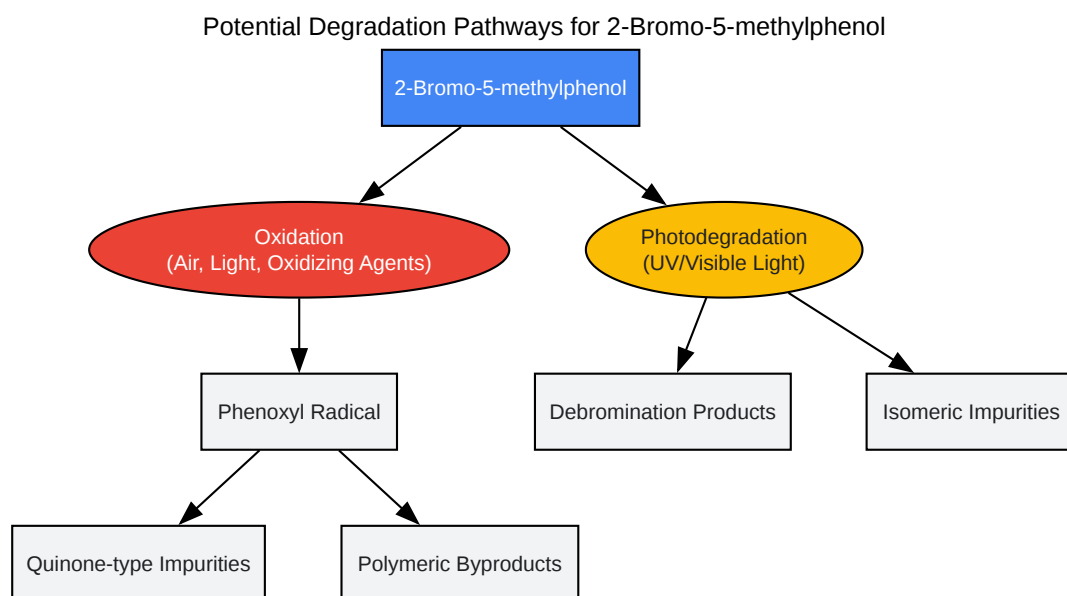 Potential Degradation Pathways for 2-Bromo-5-methylphenol
2-Bromo-5-methylphenol
Oxidation
(Air, Light, Oxidizing Agents)
Photodegradation
(UV/Visible Light)
Phenoxyl Radical
Debromination Products
Isomeric Impurities
Quinone-type Impurities
Polymeric Byproducts